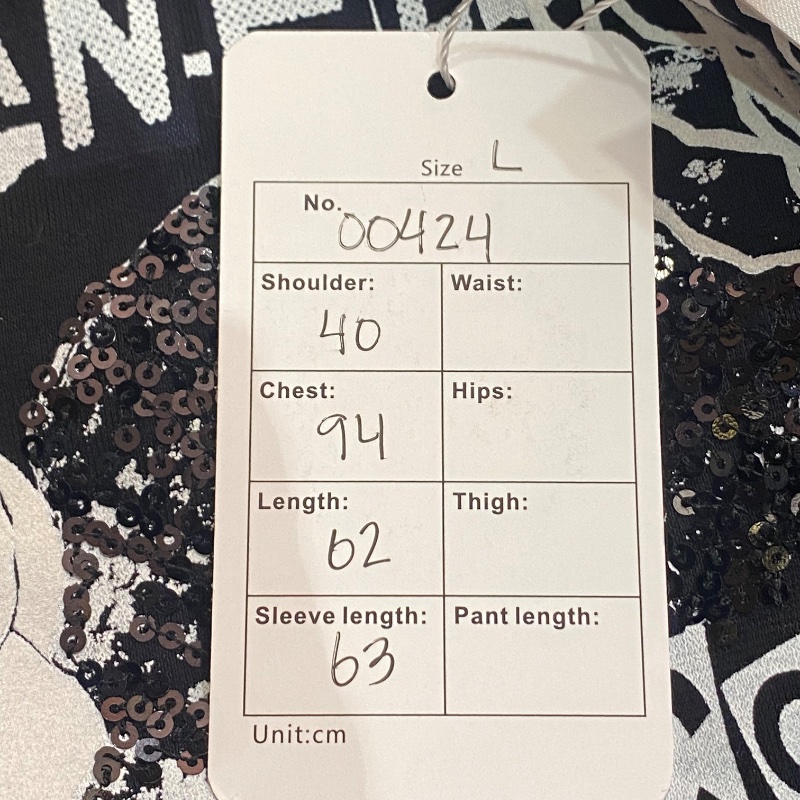 AN-E
Size L
No. 00424
Shoulder: Waist:
40
Chest: Hips:
94
Length: Thigh:
62
Sleeve length: Pant length:
63
Unit:cm